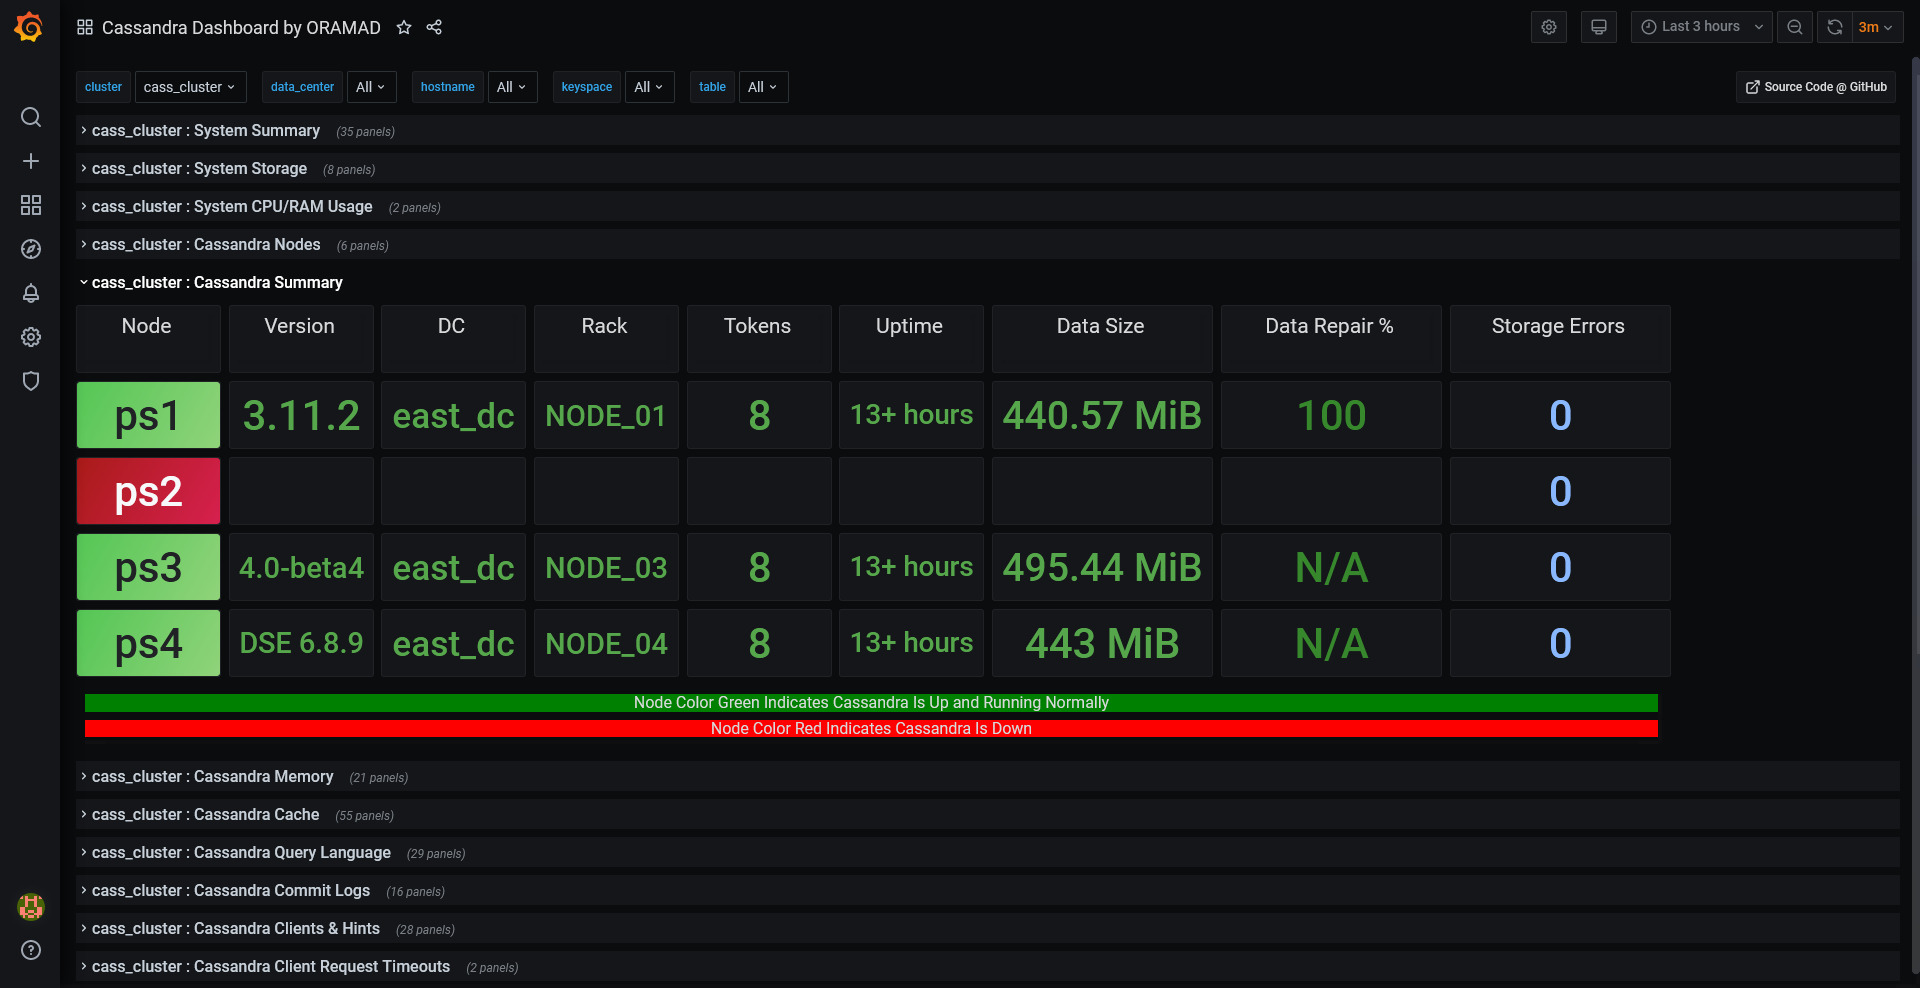 Cassandra Dashboard by ORAMAD
Last 3 hours
3m
cluster cass_cluster data_center All hostname All keyspace All table All
Source Code @ GitHub
cass_cluster : System Summary (35 panels)
cass_cluster : System Storage (8 panels)
cass_cluster : System CPU/RAM Usage (2 panels)
cass_cluster : Cassandra Nodes (6 panels)
cass_cluster : Cassandra Summary
Node Version DC Rack Tokens Uptime Data Size Data Repair % Storage Errors
ps1 3.11.2 east_dc NODE_01 8 13+ hours 440.57 MiB 100 0
ps2 0
ps3 4.0-beta4 east_dc NODE_03 8 13+ hours 495.44 MiB N/A 0
ps4 DSE 6.8.9 east_dc NODE_04 8 13+ hours 443 MiB N/A 0
Node Color Green Indicates Cassandra Is Up and Running Normally
Node Color Red Indicates Cassandra Is Down
cass_cluster : Cassandra Memory (21 panels)
cass_cluster : Cassandra Cache (55 panels)
cass_cluster : Cassandra Query Language (29 panels)
cass_cluster : Cassandra Commit Logs (16 panels)
cass_cluster : Cassandra Clients & Hints (28 panels)
cass_cluster : Cassandra Client Request Timeouts (2 panels)